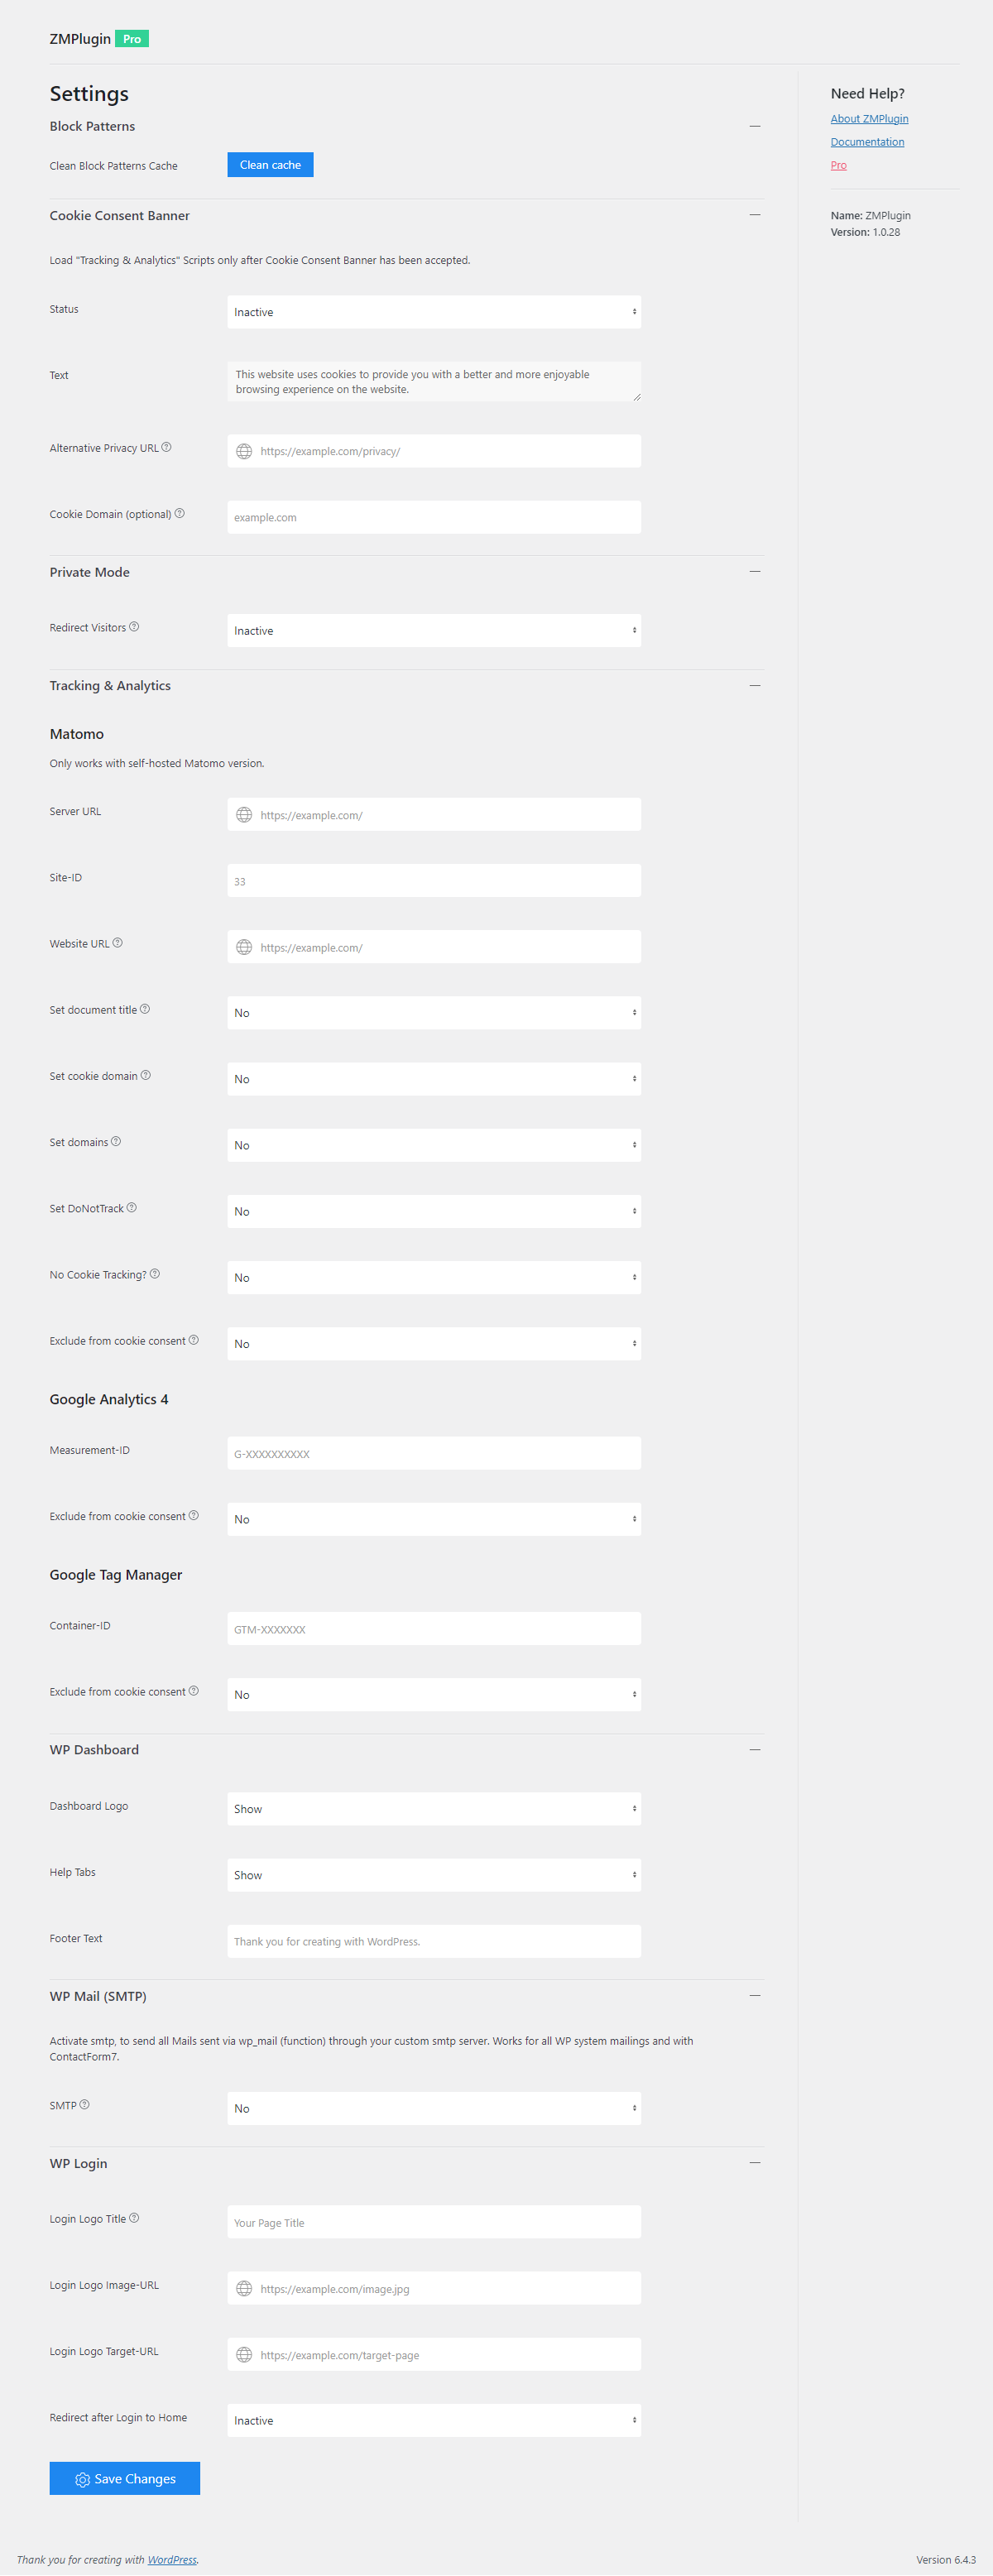 ZMPlugin Pro
Settings
Block Patterns
Clean Block Patterns Cache
Clean cache
Cookie Consent Banner
Load "Tracking & Analytics" Scripts only after Cookie Consent Banner has been accepted.
Status
Inactive
Text
This website uses cookies to provide you with a better and more enjoyable
browsing experience on the website.
Alternative Privacy URL
https://example.com/privacy/
Cookie Domain (optional)
example.com
Private Mode
Redirect Visitors
Inactive
Tracking & Analytics
Matomo
Only works with self-hosted Matomo version.
Server URL
https://example.com/
Site-ID
33
Website URL
https://example.com/
Set document title
No
Set cookie domain
No
Set domains
No
Set DoNotTrack
No
No Cookie Tracking?
No
Exclude from cookie consent
No
Google Analytics 4
Measurement-ID
G-XXXXXXXXXX
Exclude from cookie consent
No
Google Tag Manager
Container-ID
GTM-XXXXXXX
Exclude from cookie consent
No
WP Dashboard
Dashboard Logo
Show
Help Tabs
Show
Footer Text
Thank you for creating with WordPress.
WP Mail (SMTP)
Activate smtp, to send all Mails sent via wp_mail (function) through your custom smtp server. Works for all WP system mailings and with
ContactForm7.
SMTP
No
WP Login
Login Logo Title
Your Page Title
Login Logo Image-URL
https://example.com/image.jpg
Login Logo Target-URL
https://example.com/target-page
Redirect after Login to Home
Inactive
Save Changes
Need Help?
About ZMPlugin
Documentation
Pro
Name: ZMPlugin
Version: 1.0.28
Thank you for creating with WordPress.
Version 6.4.3